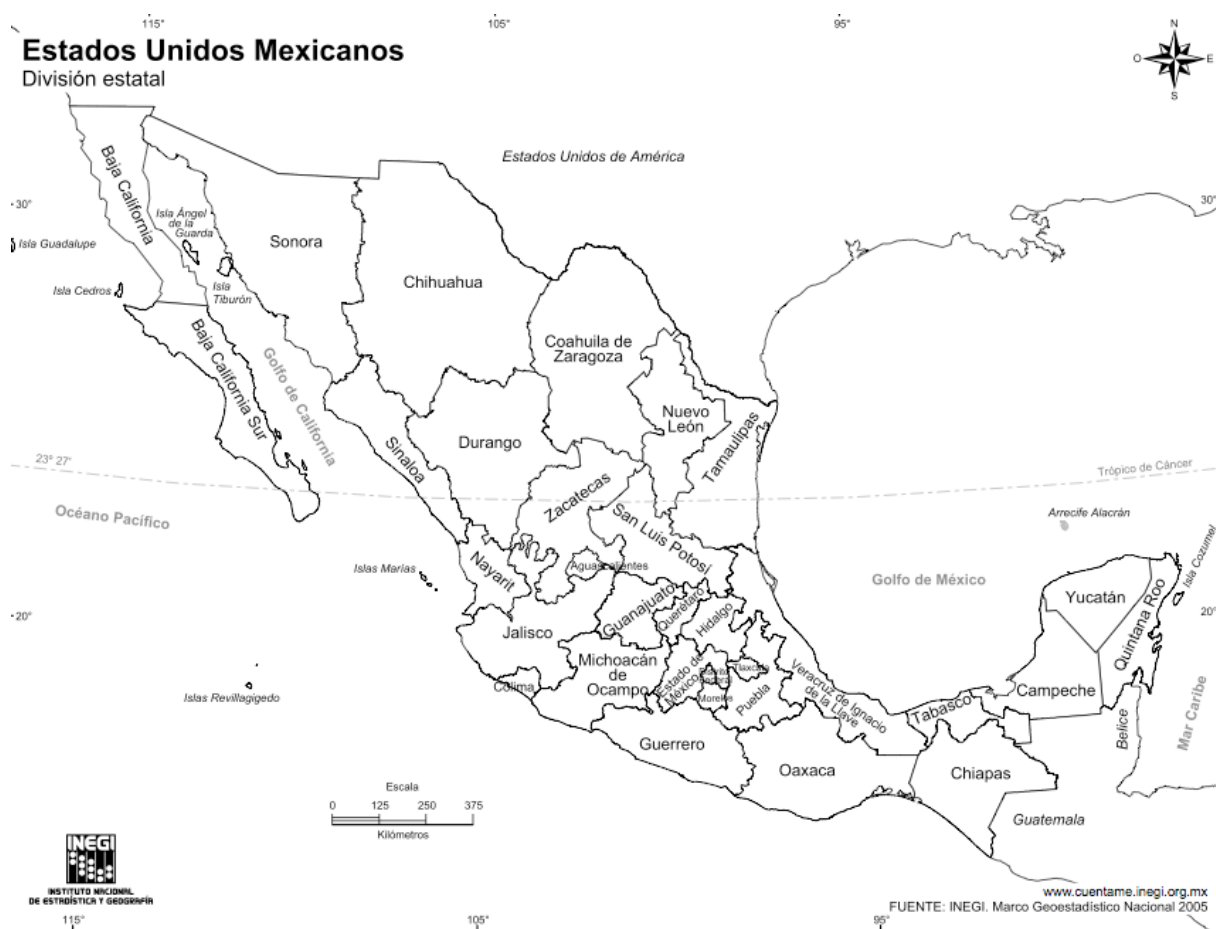 115°
105°
95°
Estados Unidos Mexicanos
División estatal
N
O
E
S
Estados Unidos de América
30°
30°
Baja California
Isla Ángel
de la
Guarda
Isla Guadalupe
Sonora
Isla Cedros
Isla
Tiburón
Chihuahua
Coahuila de
Zaragoza
Baja California Sur
Golfo de California
Nuevo
León
Tamaulipas
Durango
Sinaloa
23° 27'
Trópico de Cáncer
Zacatecas
Océano Pacífico
San Luis Potosí
Arrecife Alacrán
Isla Cozumel
Nayarit
Islas Marías
Aguascalientes
Golfo de México
Yucatán
Quintana Roo
20°
20°
Guanajuato
Querétaro
Hidalgo
Jalisco
Michoacán
de
Ocampo
Colima
Estado de
México
Distrito
Federal
Tlaxcala
Morelos
Puebla
Veracruz de Ignacio
de la Llave
Tabasco
Campeche
Belice
Mar Caribe
Islas Revillagigedo
Guerrero
Oaxaca
Chiapas
Guatemala
Escala
0 125 250 375
Kilómetros
INEGI
INSTITUTO NACIONAL
DE ESTADÍSTICA Y GEOGRAFÍA
www.cuentame.inegi.org.mx
FUENTE: INEGI. Marco Geoestadístico Nacional 2005
115°
105°
95°